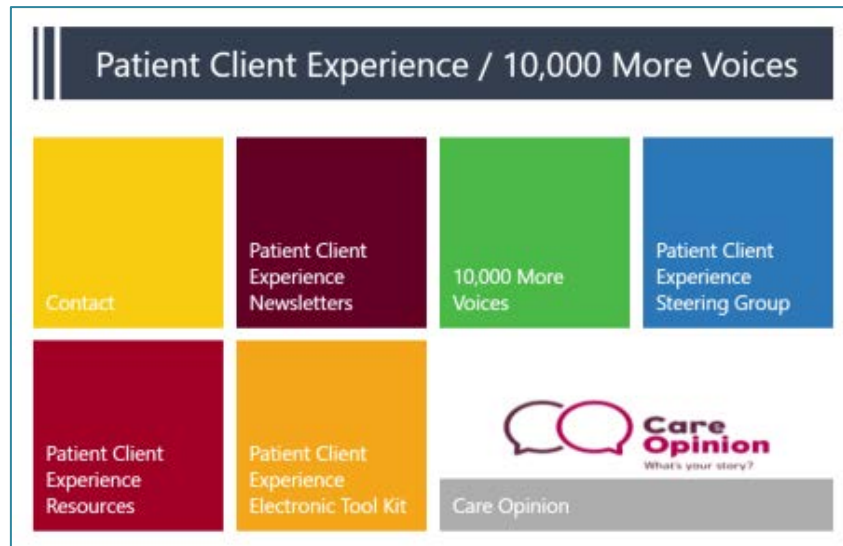 Patient Client Experience / 10,000 More Voices
Contact
Patient Client
Experience
Newsletters
10,000 More
Voices
Patient Client
Experience
Steering Group
Patient Client
Experience
Resources
Patient Client
Experience
Electronic Tool Kit
Care
Opinion
What's your story?
Care Opinion